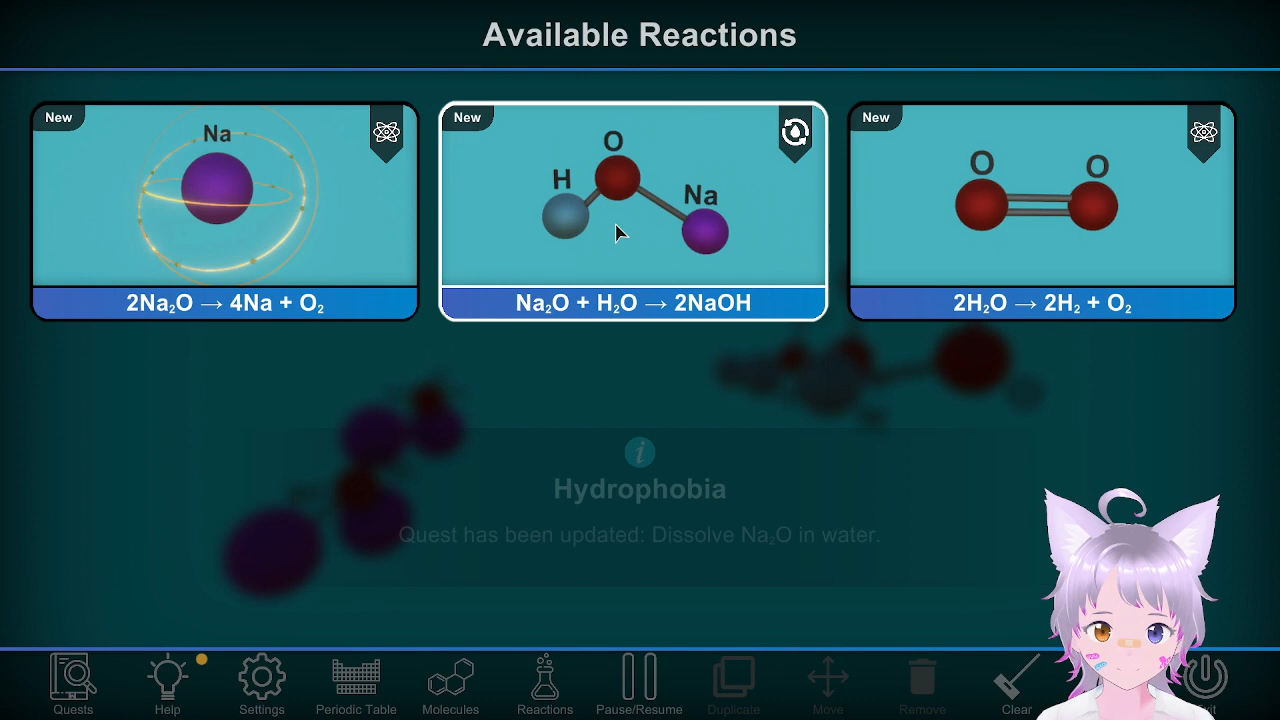 Available Reactions
New
Na
2Na₂O → 4Na + O₂
New
H
O
Na
Na₂O + H₂O → 2NaOH
New
O
O
2H₂O → 2H₂ + O₂
i
Hydrophobia
Quest has been updated: Dissolve Na₂O in water.
Quests
Help
Settings
Periodic Table
Molecules
Reactions
Pause/Resume
Duplicate
Move
Remove
Clear